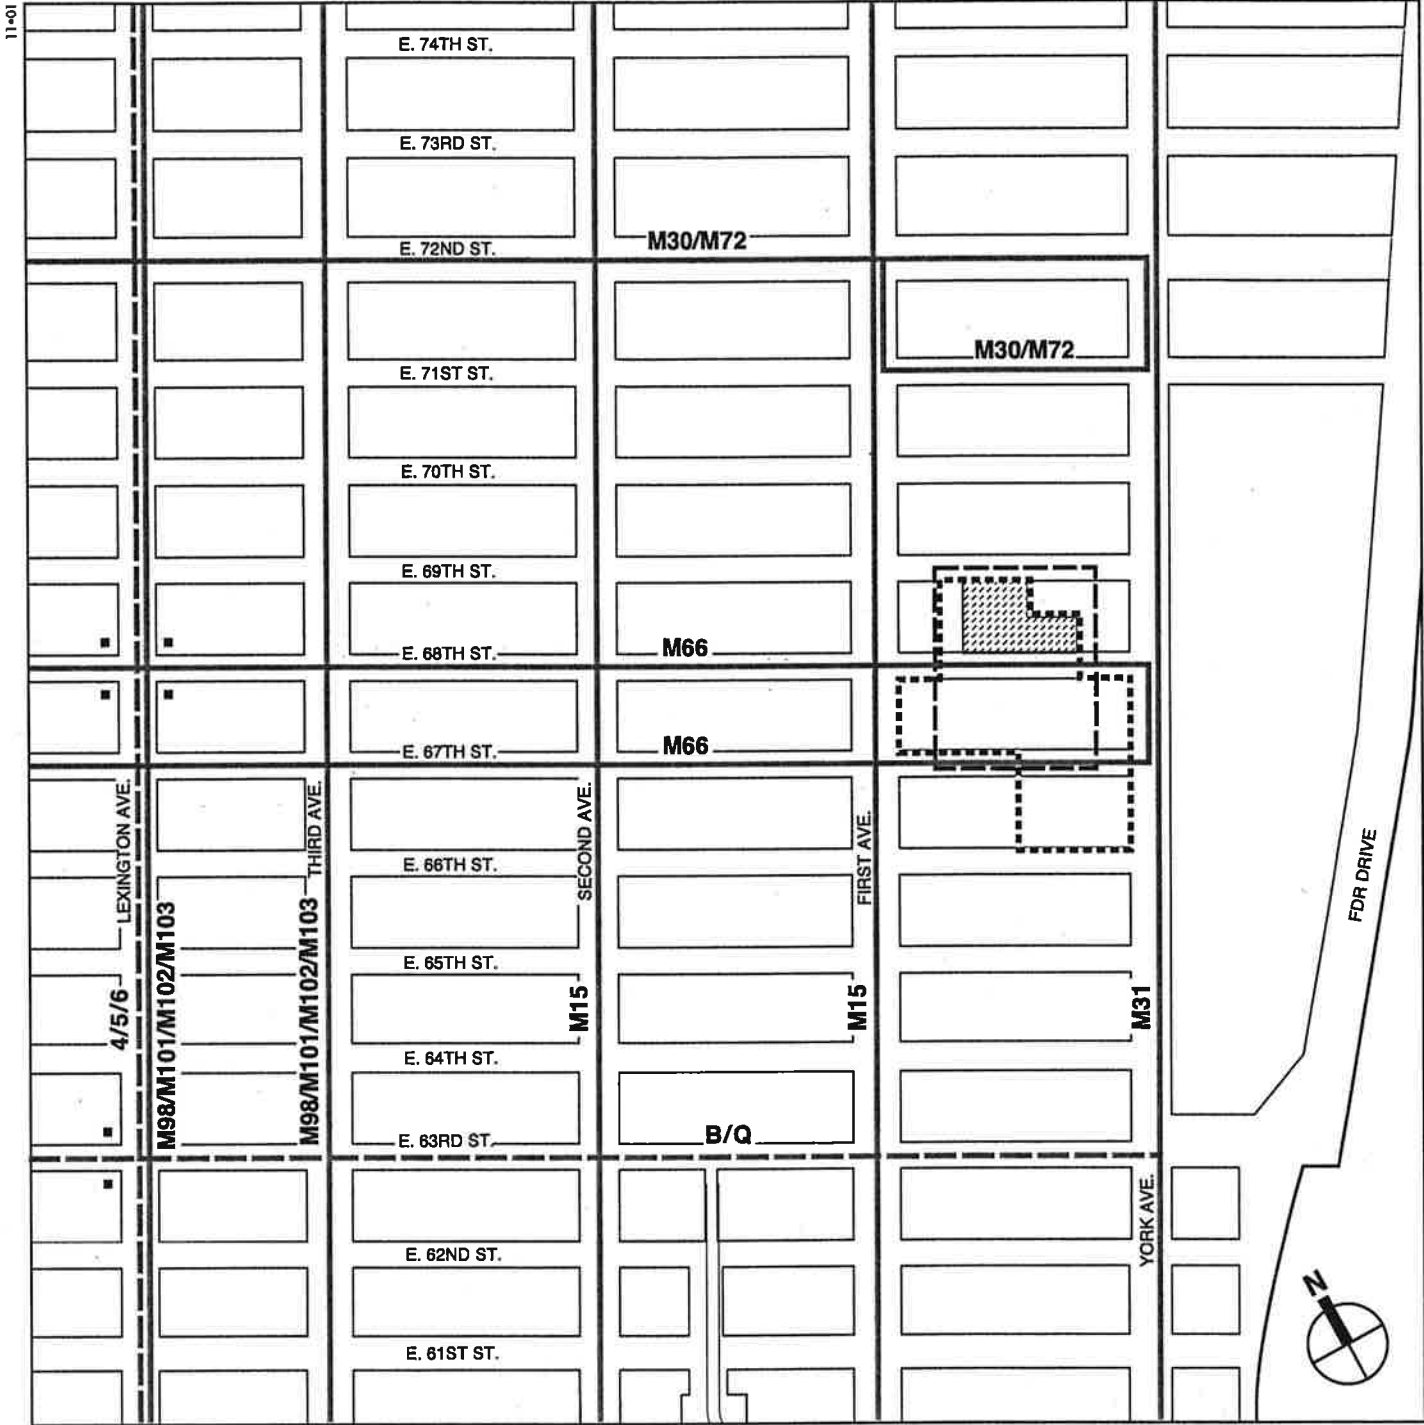 11•01
E. 74TH ST.
E. 73RD ST.
M30/M72
E. 72ND ST.
M30/M72
E. 71ST ST.
E. 70TH ST.
E. 69TH ST.
E. 68TH ST.
M66
E. 67TH ST.
M66
LEXINGTON AVE.
THIRD AVE.
SECOND AVE.
FIRST AVE.
E. 66TH ST.
FDR DRIVE
E. 65TH ST.
4/5/6
M98/M101/M102/M103
M98/M101/M102/M103
M15
M15
M31
E. 64TH ST.
E. 63RD ST.
B/Q
YORK AVE.
E. 62ND ST.
N
E. 61ST ST.